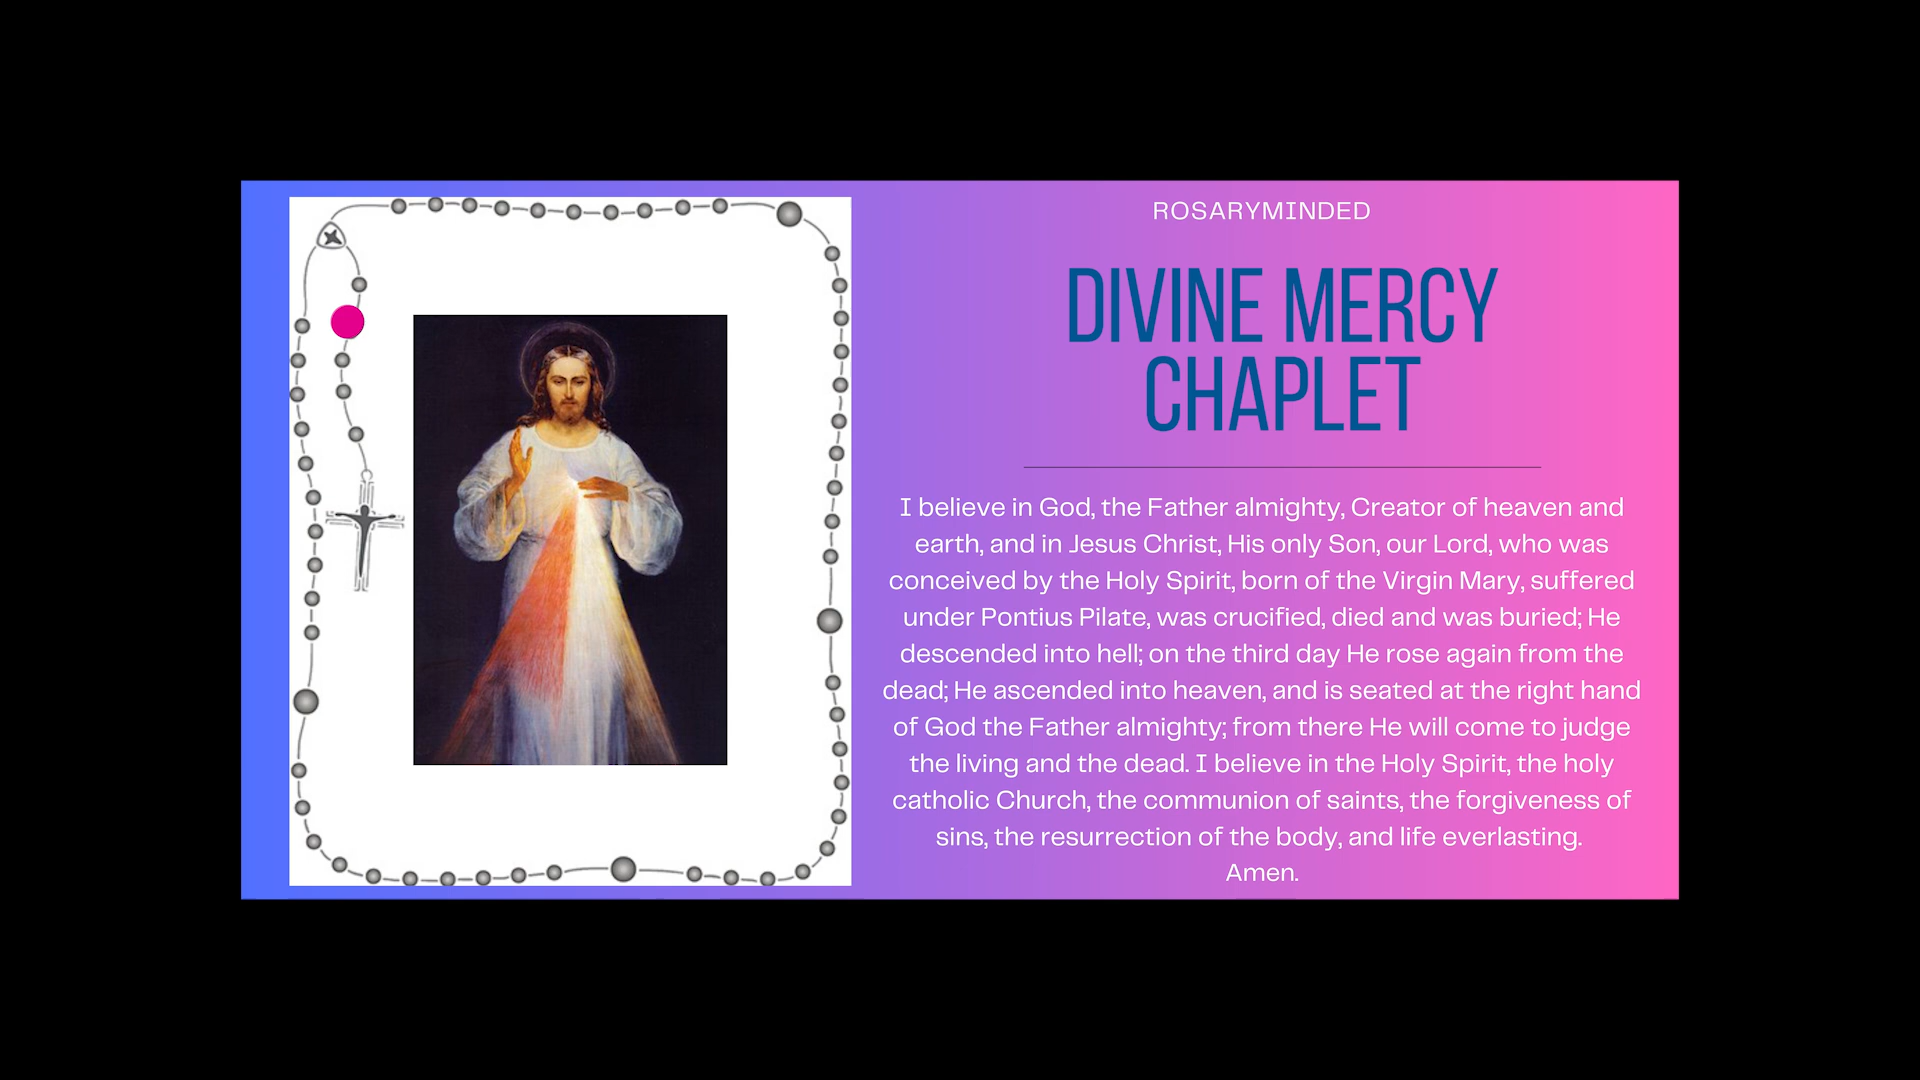 ROSARYMINDED
DIVINE MERCY
CHAPLET
I believe in God, the Father almighty, Creator of heaven and
earth, and in Jesus Christ, His only Son, our Lord, who was
conceived by the Holy Spirit, born of the Virgin Mary, suffered
under Pontius Pilate, was crucified, died and was buried; He
descended into hell; on the third day He rose again from the
dead; He ascended into heaven, and is seated at the right hand
of God the Father almighty; from there He will come to judge
the living and the dead. I believe in the Holy Spirit, the holy
catholic Church, the communion of saints, the forgiveness of
sins, the resurrection of the body, and life everlasting.
Amen.